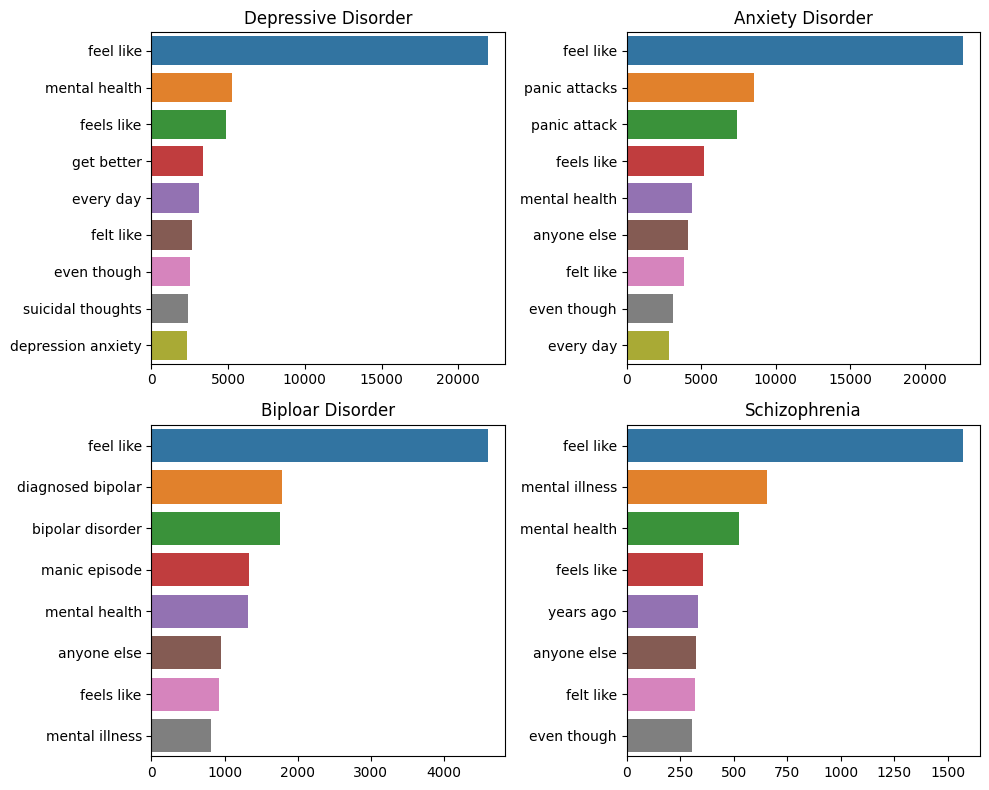 Depressive Disorder
feel like
mental health
feels like
get better
every day
felt like
even though
suicidal thoughts
depression anxiety
0 5000 10000 15000 20000
Anxiety Disorder
feel like
panic attacks
panic attack
feels like
mental health
anyone else
felt like
even though
every day
0 5000 10000 15000 20000
Biploar Disorder
feel like
diagnosed bipolar
bipolar disorder
manic episode
mental health
anyone else
feels like
mental illness
0 1000 2000 3000 4000
Schizophrenia
feel like
mental illness
mental health
feels like
years ago
anyone else
felt like
even though
0 250 500 750 1000 1250 1500